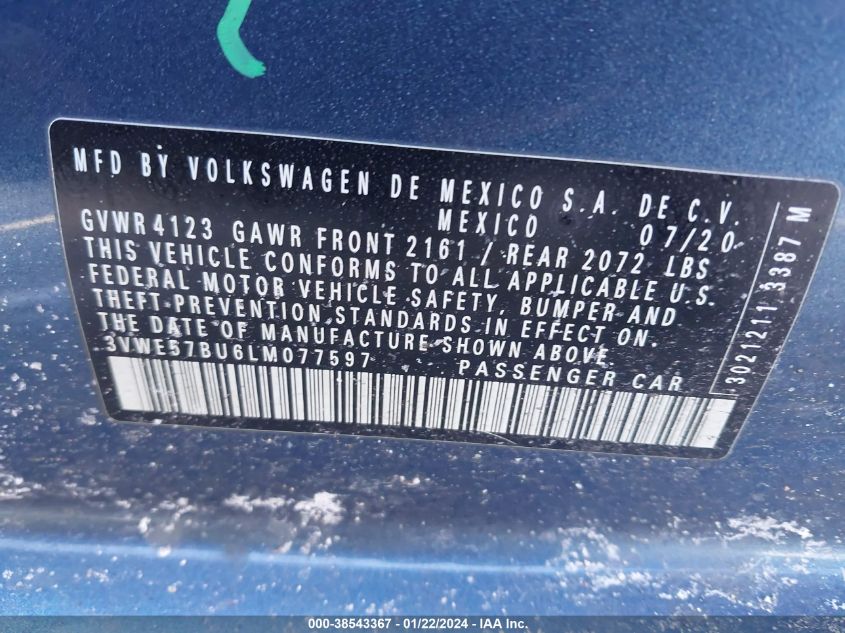 MFD BY VOLKSWAGEN DE MEXICO S.A. DE C.V.
MEXICO 07/20
GVWR 4123 GAWR FRONT 2161 / REAR 2072 LBS
THIS VEHICLE CONFORMS TO ALL APPLICABLE U.S.
FEDERAL MOTOR VEHICLE SAFETY, BUMPER AND
THEFT-PREVENTION STANDARDS IN EFFECT ON.
THE DATE OF MANUFACTURE SHOWN ABOVE.
3VWE57BU6LM077597 PASSENGER CAR
3021211 3387 M
000-38543367 - 01/22/2024 - IAAI.COM